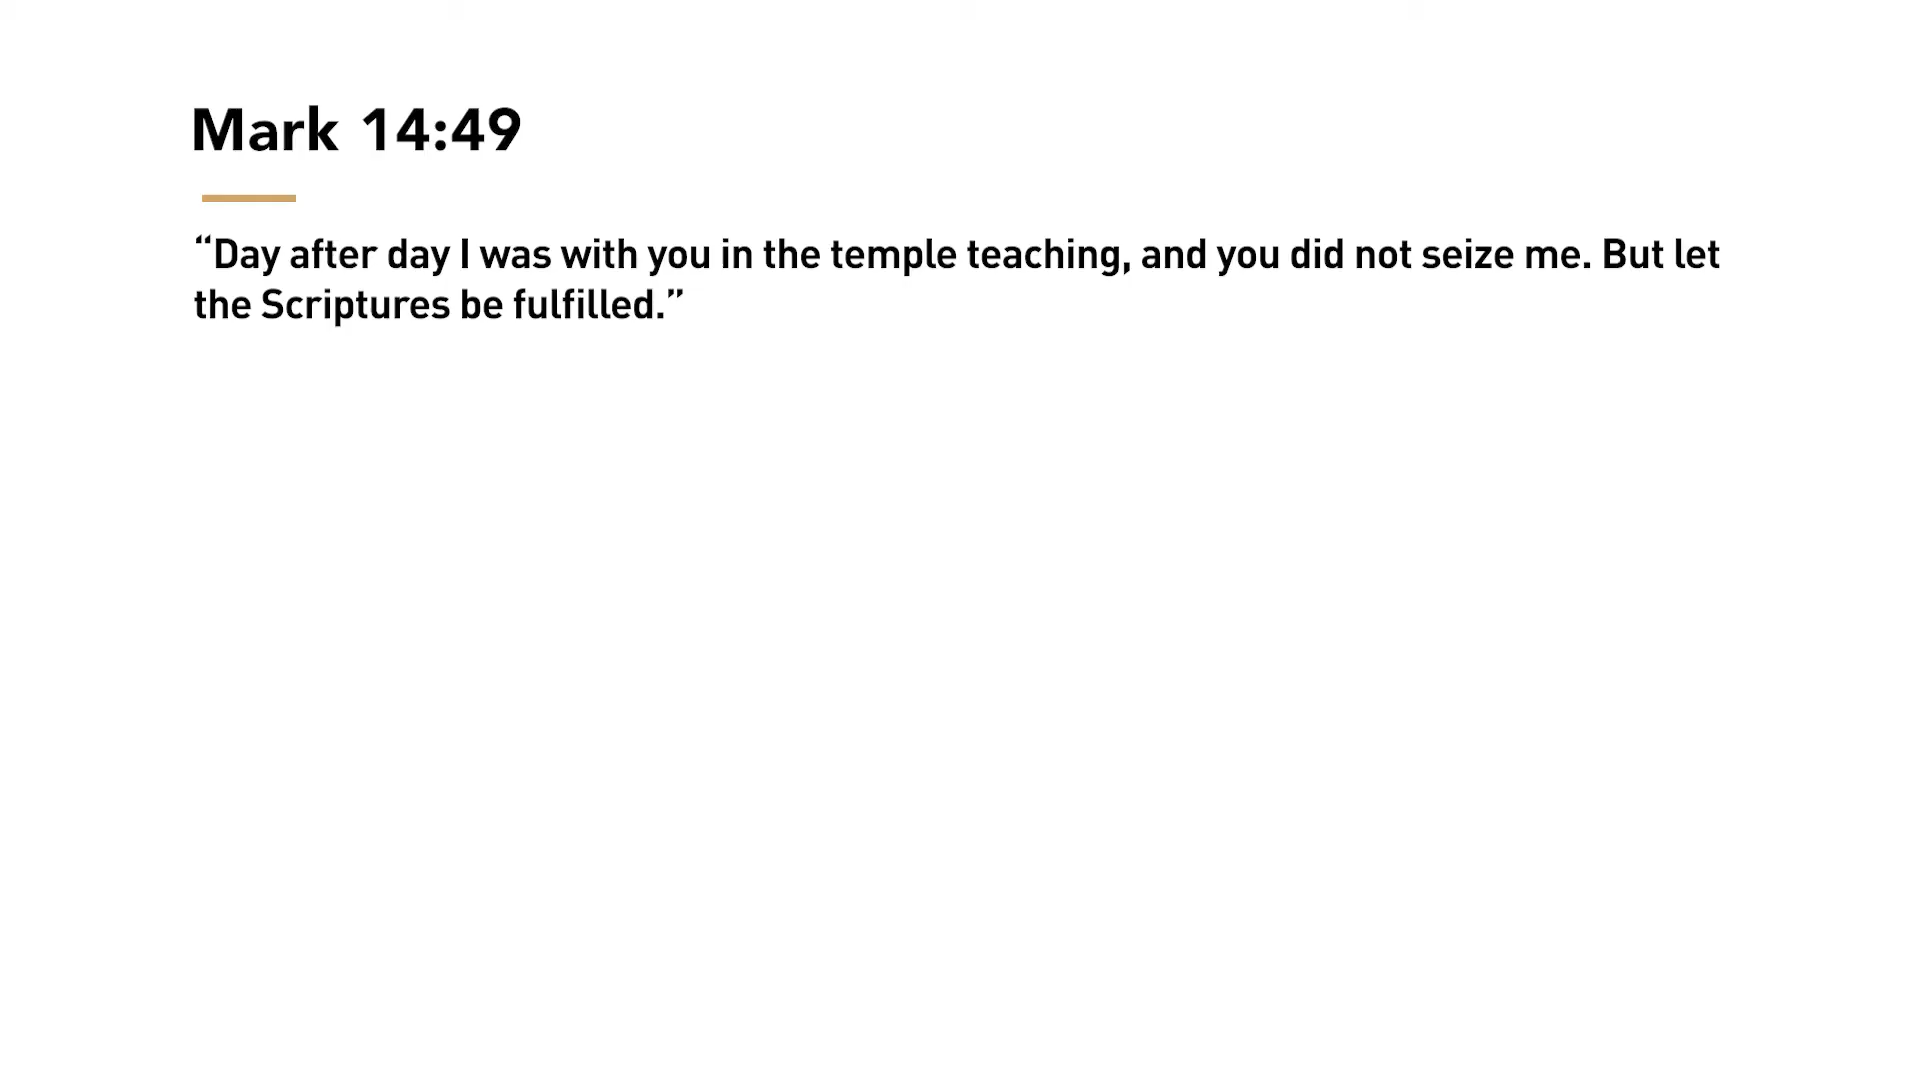 Mark 14:49
“Day after day I was with you in the temple teaching, and you did not seize me. But let
the Scriptures be fulfilled.”